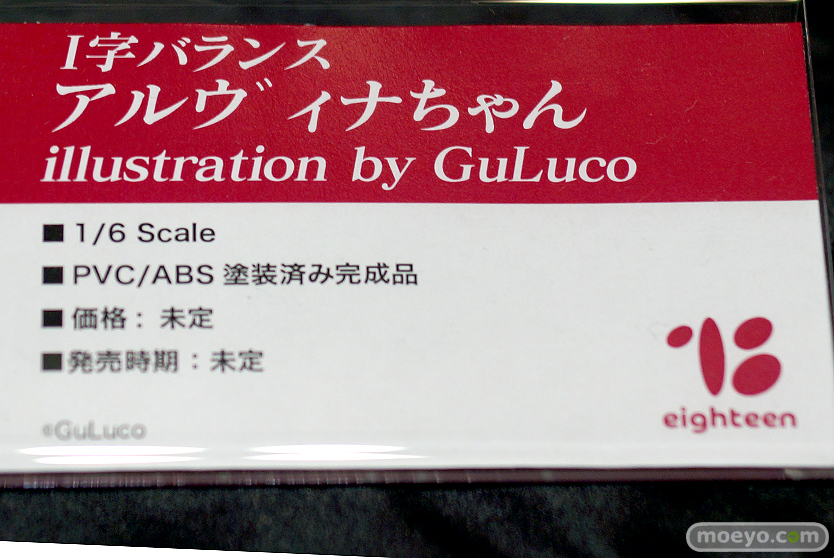 I字バランス
アルヴィナちゃん
illustration by GuLuco
■ 1/6 Scale
■ PVC/ABS 塗装済み完成品
■ 価格： 未定
■ 発売時期：未定
©GuLuco
eighteen
moeyo.com